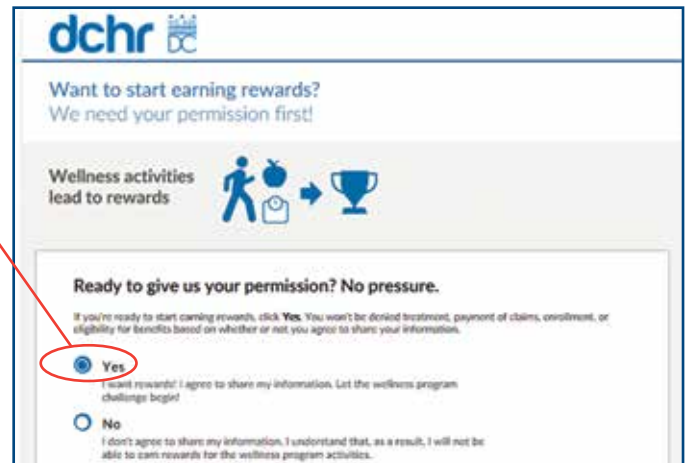 dchr DC
Want to start earning rewards?
We need your permission first!
Wellness activities
lead to rewards
Ready to give us your permission? No pressure.
If you're ready to start earning rewards, click Yes. You won't be denied treatment, payment of claims, enrollment, or
eligibility for benefits based on whether or not you agree to share your information.
Yes
I want rewards! I agree to share my information. Let the wellness program
challenge begin!
No
I don't agree to share my information. I understand that, as a result, I will not be
able to earn rewards for the wellness program activities.